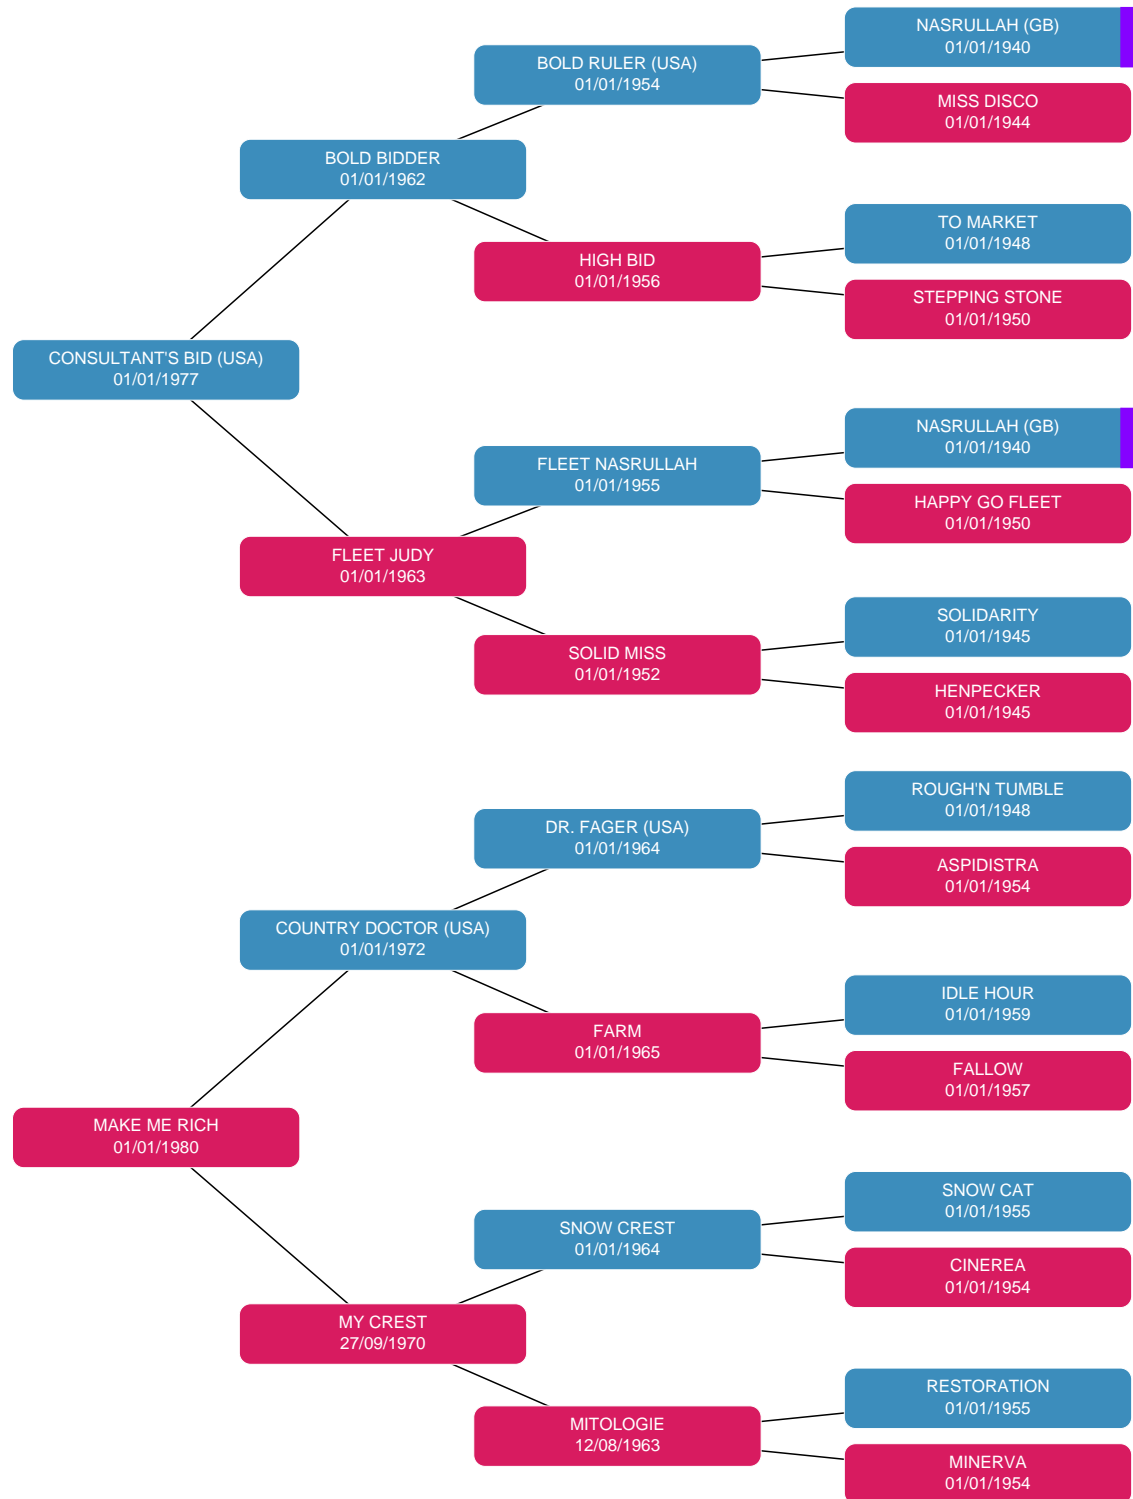 NASRULLAH (GB)
01/01/1940
BOLD RULER (USA)
01/01/1954
MISS DISCO
01/01/1944
BOLD BIDDER
01/01/1962
TO MARKET
01/01/1948
HIGH BID
01/01/1956
STEPPING STONE
01/01/1950
CONSULTANT'S BID (USA)
01/01/1977
NASRULLAH (GB)
01/01/1940
FLEET NASRULLAH
01/01/1955
HAPPY GO FLEET
01/01/1950
FLEET JUDY
01/01/1963
SOLIDARITY
01/01/1945
SOLID MISS
01/01/1952
HENPECKER
01/01/1945
ROUGH'N TUMBLE
01/01/1948
DR. FAGER (USA)
01/01/1964
ASPIDISTRA
01/01/1954
COUNTRY DOCTOR (USA)
01/01/1972
IDLE HOUR
01/01/1959
FARM
01/01/1965
FALLOW
01/01/1957
MAKE ME RICH
01/01/1980
SNOW CAT
01/01/1955
SNOW CREST
01/01/1964
CINEREA
01/01/1954
MY CREST
27/09/1970
RESTORATION
01/01/1955
MITOLOGIE
12/08/1963
MINERVA
01/01/1954